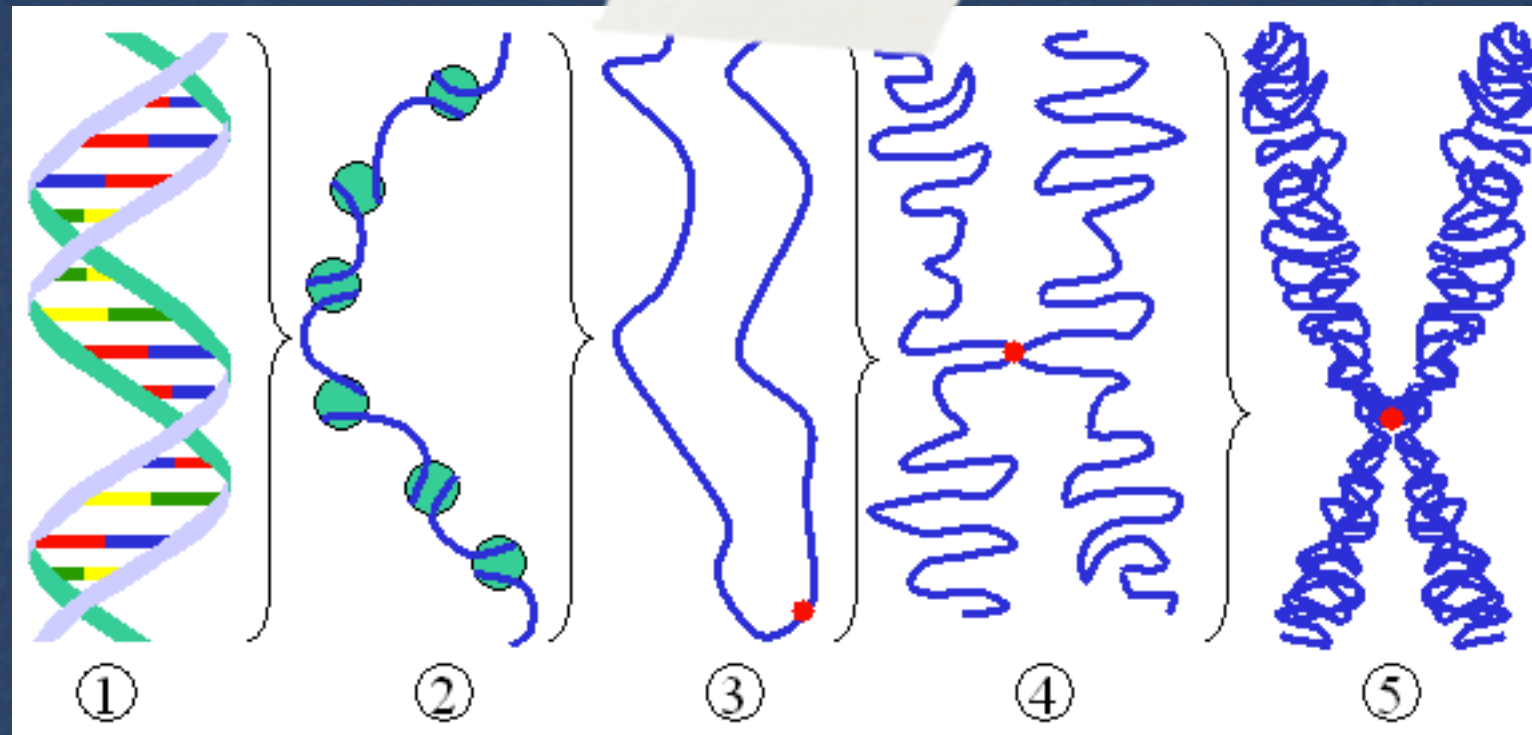 ① ② ③ ④ ⑤